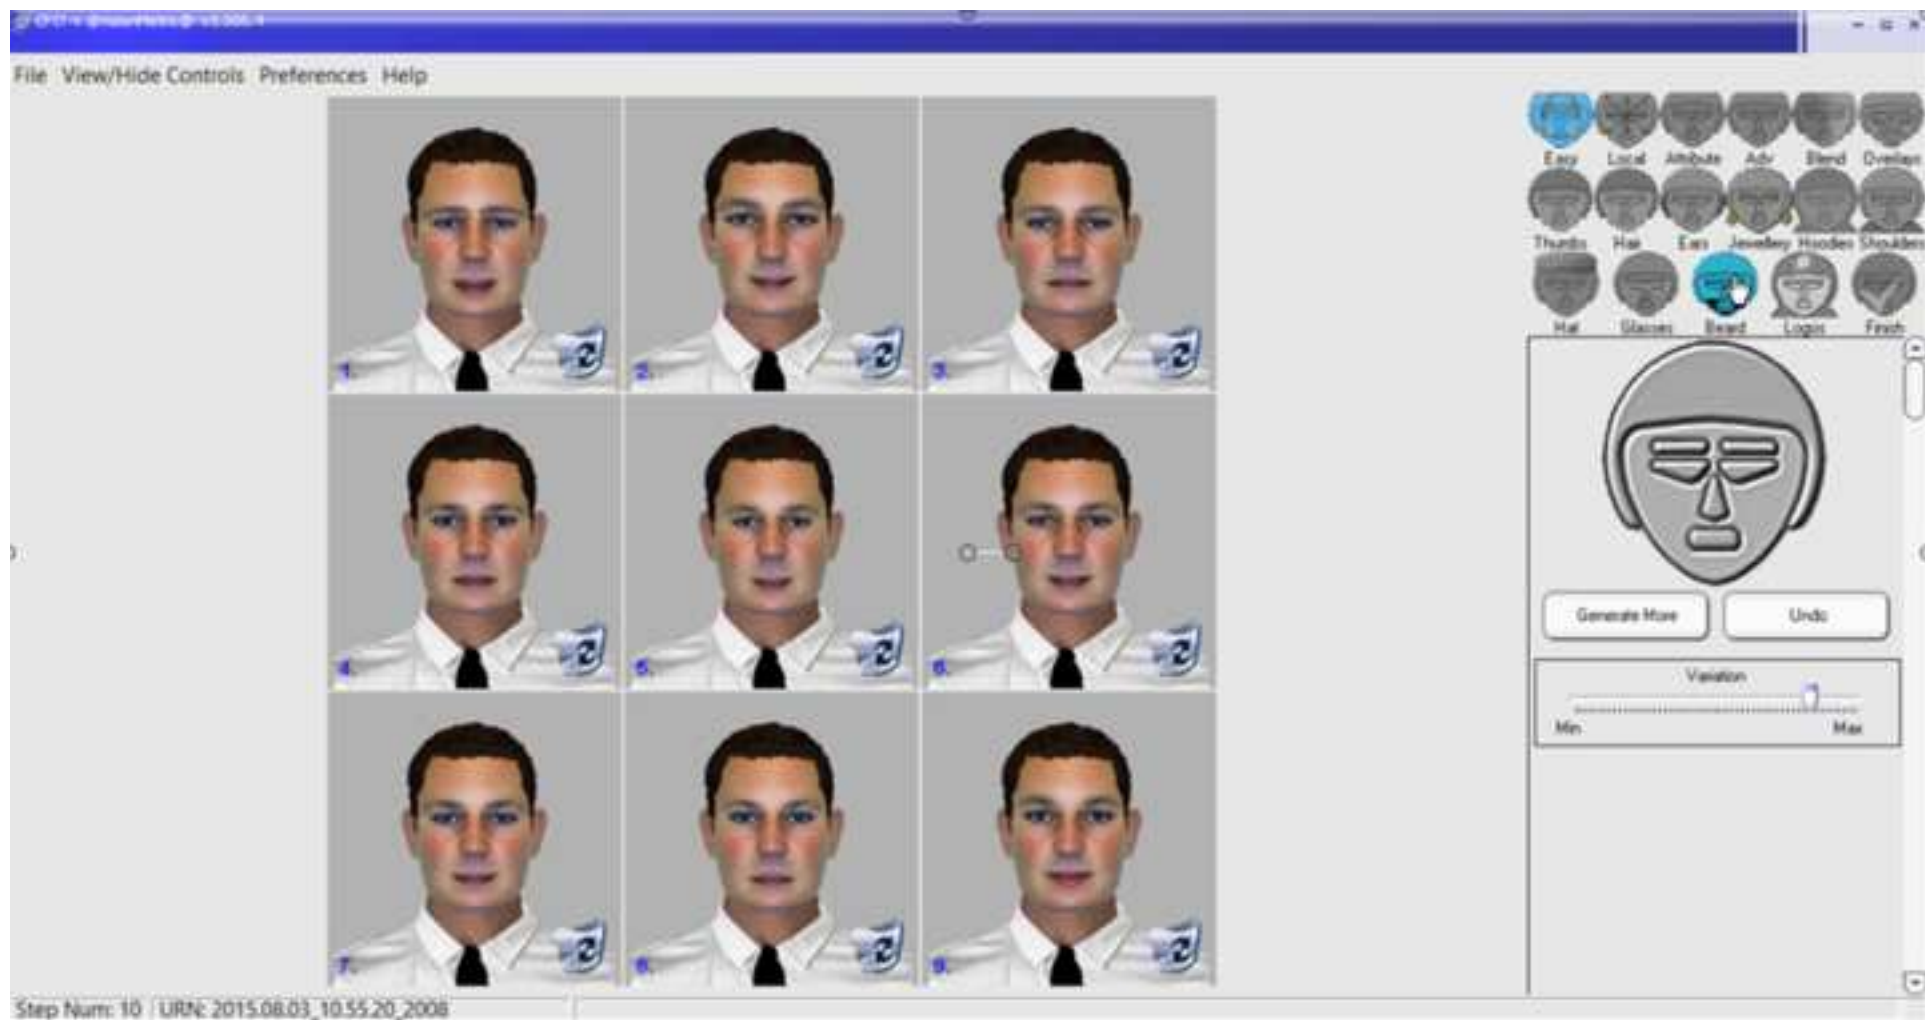 File View/Hide Controls Preferences Help
Easy Local Attribute Adv Blend Overlays
Thumbs Hair Ears Jewellery Hoodies Shoulders
Hat Glasses Beard Logos Finish
1. 2. 3.
4. 5. 6.
7. 8. 9.
Generate More Undo
Variation
Min Max
Step Num: 10 URN: 2015.08.03_10.55.20_2008